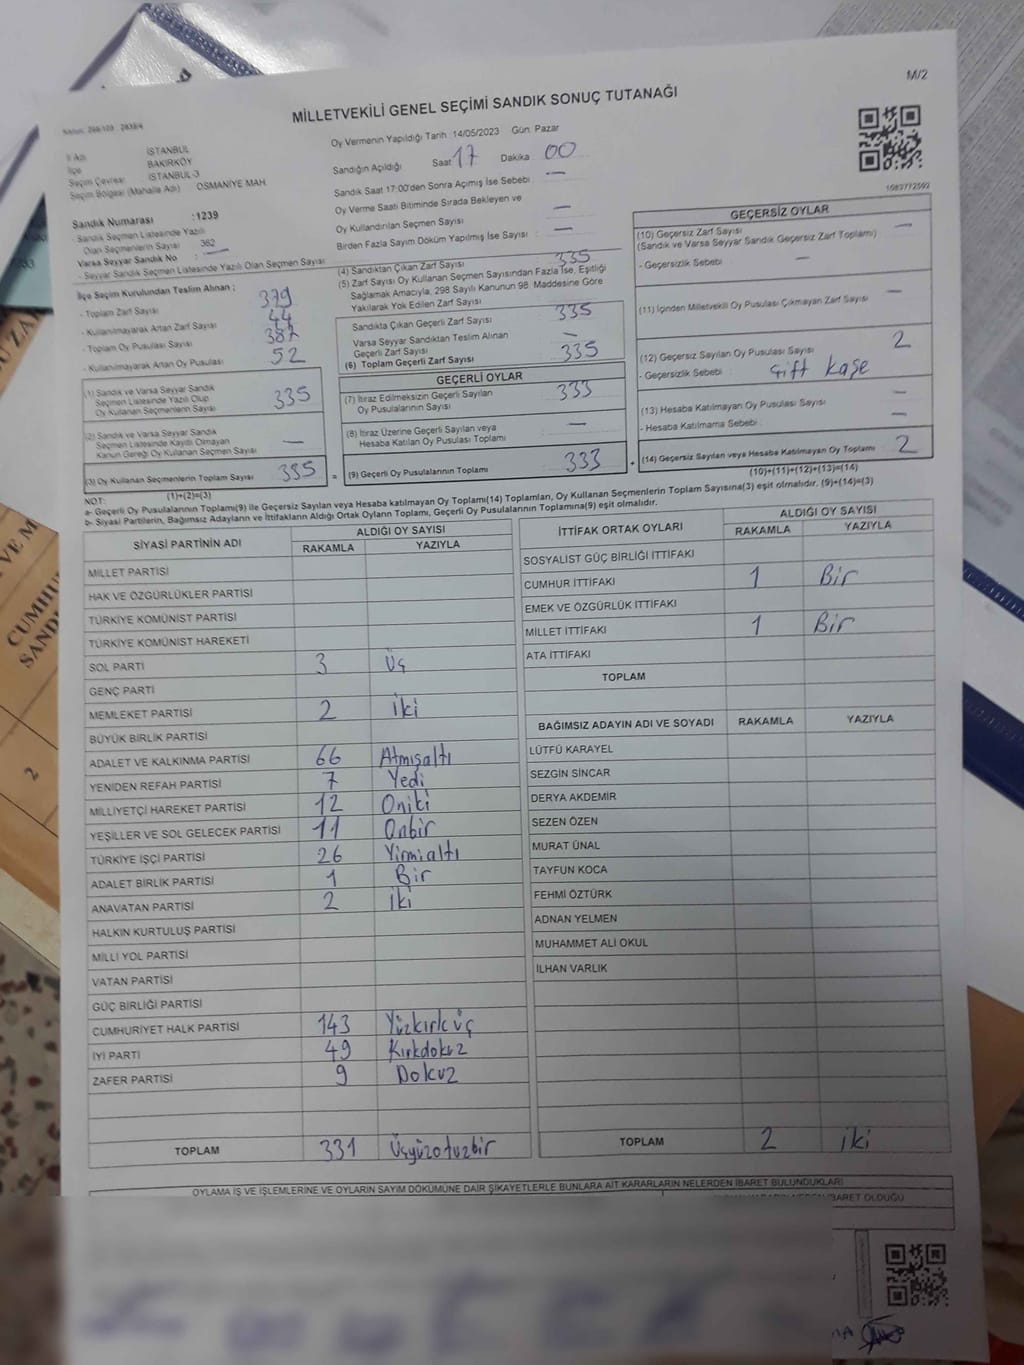 M/2
MİLLETVEKİLİ GENEL SEÇİMİ SANDIK SONUÇ TUTANAĞI
İl Adı İSTANBUL
İlçe BAKIRKÖY
Seçim Çevresi İSTANBUL-3
Seçim Bölgesi (Mahalle Adı) OSMANİYE MAH.
Sandık Numarası :1239
- Sandık Seçmen Listesinde Yazılı
Olan Seçmenlerin Sayısı 362
Varsa Seyyar Sandık No : —
- Seyyar Sandık Seçmen Listesinde Yazılı Olan Seçmen Sayısı
Oy Vermenin Yapıldığı Tarih :14/05/2023 Gün. Pazar
Sandığın Açıldığı Saat 17 Dakika 00
Sandık Saat 17:00'den Sonra Açımış İse Sebebi : —
Oy Verme Saati Bitiminde Sırada Bekleyen ve
Oy Kullandırılan Seçmen Sayısı : —
Birden Fazla Sayım Döküm Yapılmış İse Sayısı : —
1083772592
İlçe Seçim Kurulundan Teslim Alınan ;
- Toplam Zarf Sayısı 379
- Kullanılmayarak Artan Zarf Sayısı 44
- Toplam Oy Pusulası Sayısı 387
- Kullanılmayarak Artan Oy Pusulası 52
(1) Sandık ve Varsa Seyyar Sandık
Seçmen Listesinde Yazılı Olup
Oy Kullanan Seçmenlerin Sayısı 335
(2) Sandık ve Varsa Seyyar Sandık
Seçmen Listesinde Kayıtlı Olmayan
Kanun Gereği Oy Kullanan Seçmen Sayısı —
(3) Oy Kullanan Seçmenlerin Toplam Sayısı 335
(1)+(2)=(3)
(4) Sandıktan Çıkan Zarf Sayısı 335
(5) Zarf Sayısı Oy Kullanan Seçmen Sayısından Fazla İse, Eşitliği
Sağlamak Amacıyla, 298 Sayılı Kanunun 98. Maddesine Göre
Yakılarak Yok Edilen Zarf Sayısı
Sandıkta Çıkan Geçerli Zarf Sayısı 335
Varsa Seyyar Sandıktan Teslim Alınan
Geçerli Zarf Sayısı —
(6) Toplam Geçerli Zarf Sayısı 335
GEÇERLİ OYLAR
(7) İtiraz Edilmeksizin Geçerli Sayılan
Oy Pusulalarının Sayısı 333
(8) İtiraz Üzerine Geçerli Sayılan veya
Hesaba Katılan Oy Pusulası Toplamı —
= (9) Geçerli Oy Pusulalarının Toplamı 333
GEÇERSİZ OYLAR
(10) Geçersiz Zarf Sayısı —
(Sandık ve Varsa Seyyar Sandık Geçersiz Zarf Toplamı)
- Geçersizlik Sebebi —
(11) İçinden Milletvekili Oy Pusulası Çıkmayan Zarf Sayısı —
(12) Geçersiz Sayılan Oy Pusulası Sayısı 2
- Geçersizlik Sebebi : Çift Kaşe
(13) Hesaba Katılmayan Oy Pusulası Sayısı —
- Hesaba Katılmama Sebebi : —
+ (14) Geçersiz Sayılan veya Hesaba Katılmayan Oy Toplamı 2
(10)+(11)+(12)+(13)=(14)
NOT:
a- Geçerli Oy Pusulalarının Toplamı(9) ile Geçersiz Sayılan veya Hesaba katılmayan Oy Toplamı(14) Toplamları, Oy Kullanan Seçmenlerin Toplam Sayısına(3) eşit olmalıdır. (9)+(14)=(3)
b- Siyasi Partilerin, Bağımsız Adayların ve İttifakların Aldığı Ortak Oyların Toplamı, Geçerli Oy Pusulalarının Toplamına(9) eşit olmalıdır.
SİYASİ PARTİNİN ADI ALDIĞI OY SAYISI
RAKAMLA YAZIYLA
MİLLET PARTİSİ
HAK VE ÖZGÜRLÜKLER PARTİSİ
TÜRKİYE KOMÜNİST PARTİSİ
TÜRKİYE KOMÜNİST HAREKETİ
SOL PARTİ 3 Üç
GENÇ PARTİ
MEMLEKET PARTİSİ 2 İki
BÜYÜK BİRLİK PARTİSİ
ADALET VE KALKINMA PARTİSİ 66 Atmışaltı
YENİDEN REFAH PARTİSİ 7 Yedi
MİLLİYETÇİ HAREKET PARTİSİ 12 Oniki
YEŞİLLER VE SOL GELECEK PARTİSİ 11 Onbir
TÜRKİYE İŞÇİ PARTİSİ 26 Yirmialtı
ADALET BİRLİK PARTİSİ 1 Bir
ANAVATAN PARTİSİ 2 İki
HALKIN KURTULUŞ PARTİSİ
MİLLİ YOL PARTİSİ
VATAN PARTİSİ
GÜÇ BİRLİĞİ PARTİSİ
CUMHURİYET HALK PARTİSİ 143 Yüzkırk üç
İYİ PARTİ 49 Kırkdokuz
ZAFER PARTİSİ 9 Dokuz
TOPLAM 331 Üçyüzotuzbir
İTTİFAK ORTAK OYLARI ALDIĞI OY SAYISI
RAKAMLA YAZIYLA
SOSYALİST GÜÇ BİRLİĞİ İTTİFAKI
CUMHUR İTTİFAKI 1 Bir
EMEK VE ÖZGÜRLÜK İTTİFAKI
MİLLET İTTİFAKI 1 Bir
ATA İTTİFAKI
TOPLAM
BAĞIMSIZ ADAYIN ADI VE SOYADI RAKAMLA YAZIYLA
LÜTFÜ KARAYEL
SEZGİN SİNCAR
DERYA AKDEMİR
SEZEN ÖZEN
MURAT ÜNAL
TAYFUN KOCA
FEHMİ ÖZTÜRK
ADNAN YELMEN
MUHAMMET ALİ OKUL
İLHAN VARLIK
TOPLAM 2 iki
OYLAMA İŞ VE İŞLEMLERİNE VE OYLARIN SAYIM DÖKÜMÜNE DAİR ŞİKAYETLERLE BUNLARA AİT KARARLARIN NELERDEN İBARET BULUNDUKLARI
BARET OLDUĞU
VE M
CUMHU
SANDI
2